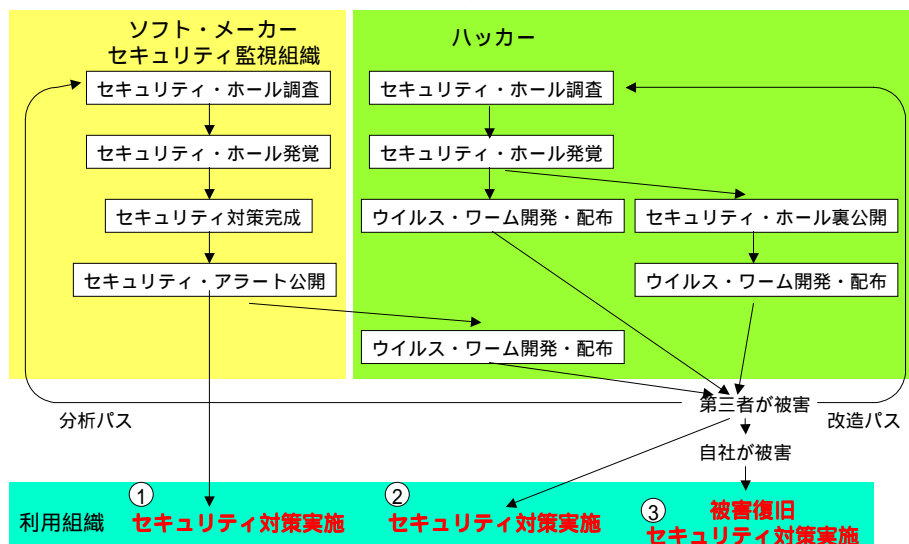 ソフト・メーカー
セキュリティ監視組織
セキュリティ・ホール調査
セキュリティ・ホール発覚
セキュリティ対策完成
セキュリティ・アラート公開
ハッカー
セキュリティ・ホール調査
セキュリティ・ホール発覚
ウイルス・ワーム開発・配布
セキュリティ・ホール裏公開
ウイルス・ワーム開発・配布
ウイルス・ワーム開発・配布
分析パス
第三者が被害
改造パス
自社が被害
利用組織
①
セキュリティ対策実施
②
セキュリティ対策実施
③
被害復旧
セキュリティ対策実施